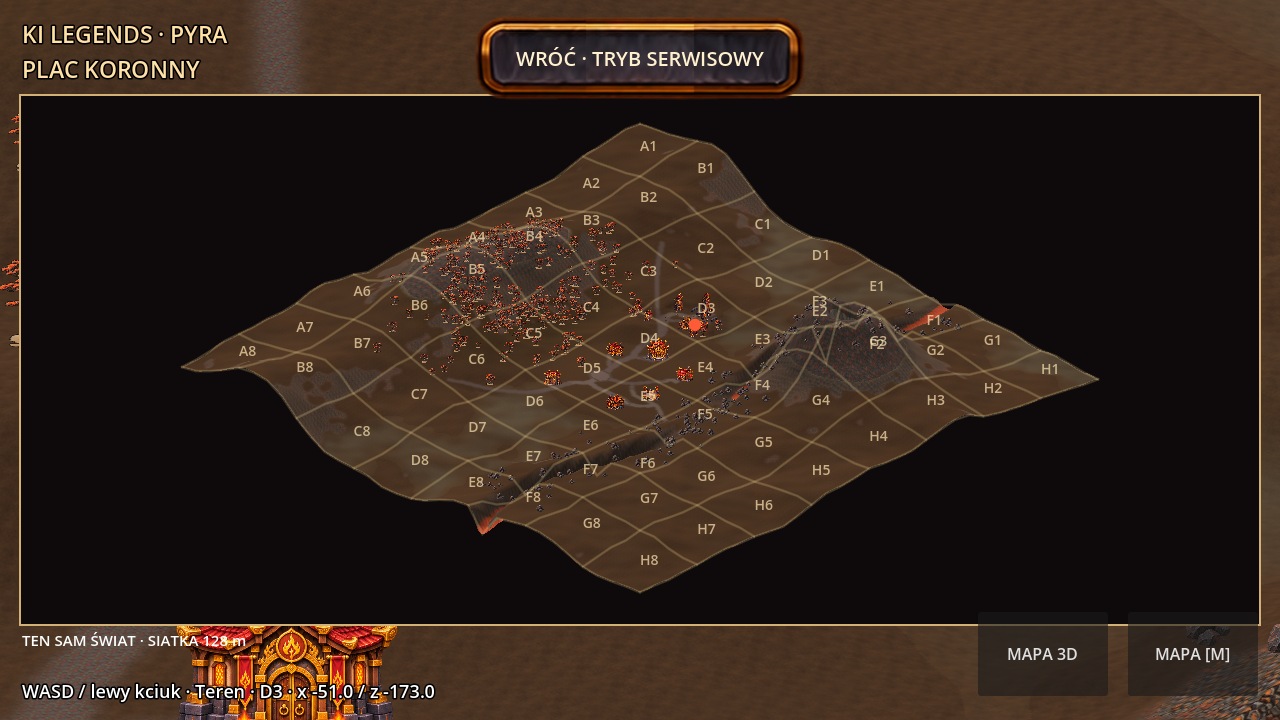 KI LEGENDS · PYRA
PLAC KORONNY
WRÓĆ · TRYB SERWISOWY
A1
B1
A2
B2
A3
B3
C1
A4
B4
C2
D1
A5
B5
C3
D2
E1
A6
B6
C4
D3
E3
E2
F1
A7
B7
C5
D4
E3
G3
F2
G2
G1
A8
B8
C6
D5
E4
F4
H1
C7
D6
E5
F5
G4
H3
H2
C8
D7
E6
G5
H4
D8
E7
F7
F6
G6
H5
E8
F8
G7
H6
G8
H7
H8
TEN SAM ŚWIAT · SIATKA 128 m
MAPA 3D
MAPA [M]
WASD / lewy kciuk · Teren · D3 · x -51.0 / z -173.0